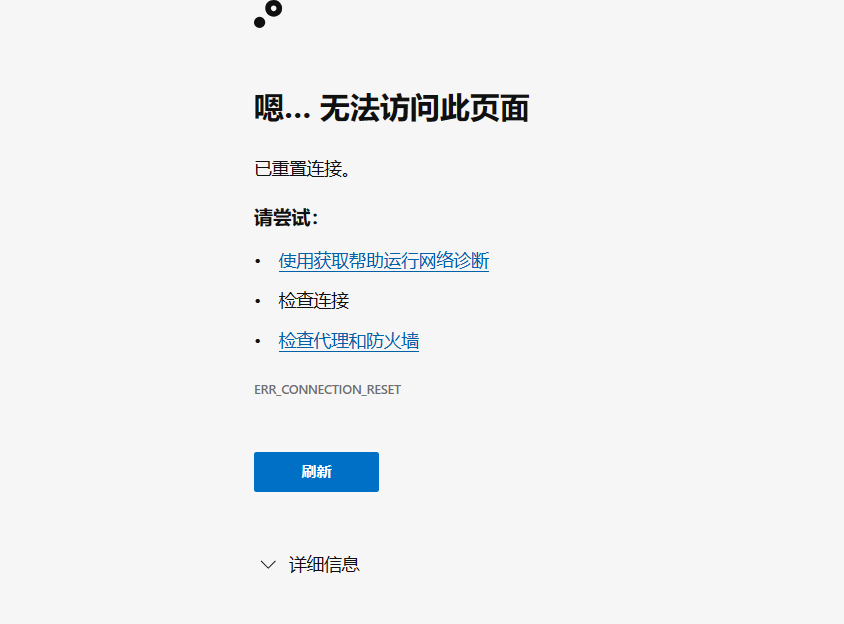 嗯… 无法访问此页面
已重置连接。
请尝试：
• 使用获取帮助运行网络诊断
• 检查连接
• 检查代理和防火墙
ERR_CONNECTION_RESET
刷新
详细信息